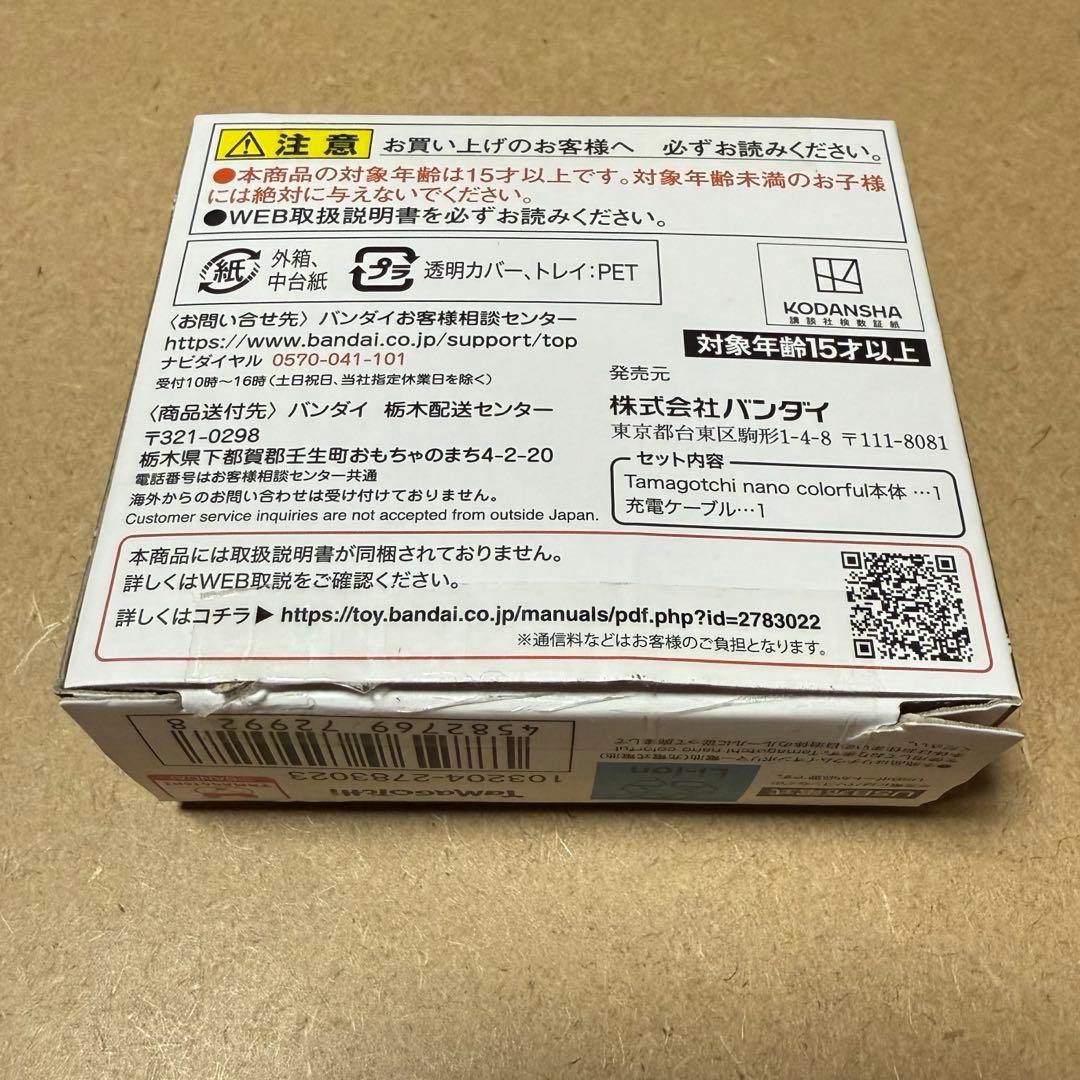 注意 お買い上げのお客様へ 必ずお読みください。
●本商品の対象年齢は15才以上です。対象年齢未満のお子様
には絶対に与えないでください。
●WEB取扱説明書を必ずお読みください。
紙 外箱、
中台紙
プラ 透明カバー、トレイ:PET
KODANSHA
講談社検数証紙
〈お問い合せ先〉バンダイお客様相談センター
https://www.bandai.co.jp/support/top
ナビダイヤル 0570-041-101
受付10時〜16時(土日祝日、当社指定休業日を除く)
対象年齢15才以上
〈商品送付先〉バンダイ 栃木配送センター
〒321-0298
栃木県下都賀郡壬生町おもちゃのまち4-2-20
電話番号はお客様相談センター共通
海外からのお問い合わせは受け付けておりません。
Customer service inquiries are not accepted from outside Japan.
発売元
株式会社バンダイ
東京都台東区駒形1-4-8 〒111-8081
セット内容
Tamagotchi nano colorful本体 …1
充電ケーブル…1
本商品には取扱説明書が同梱されておりません。
詳しくはWEB取説をご確認ください。
詳しくはコチラ▶ https://toy.bandai.co.jp/manuals/pdf.php?id=2783022
※通信料などはお客様のご負担となります。
4582769729928
103204-2783023
TaMaGoTchi
Li-ion